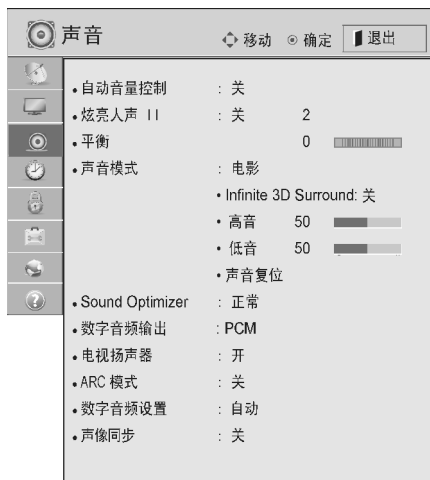 声音 移动 确定 退出
• 自动音量控制 : 关
• 炫亮人声 II : 关 2
• 平衡 0
• 声音模式 : 电影
• Infinite 3D Surround: 关
• 高音 50
• 低音 50
• 声音复位
• Sound Optimizer : 正常
• 数字音频输出 : PCM
• 电视扬声器 : 开
• ARC 模式 : 关
• 数字音频设置 : 自动
• 声像同步 : 关